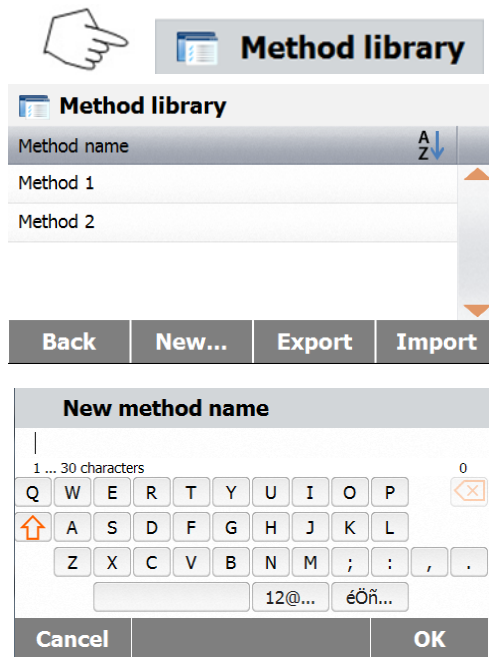 Method library
Method library
Method name A Z
Method 1
Method 2
Back New... Export Import
New method name
1 ... 30 characters 0
Q W E R T Y U I O P
A S D F G H J K L
Z X C V B N M ; : , .
12@... éÖñ...
Cancel OK